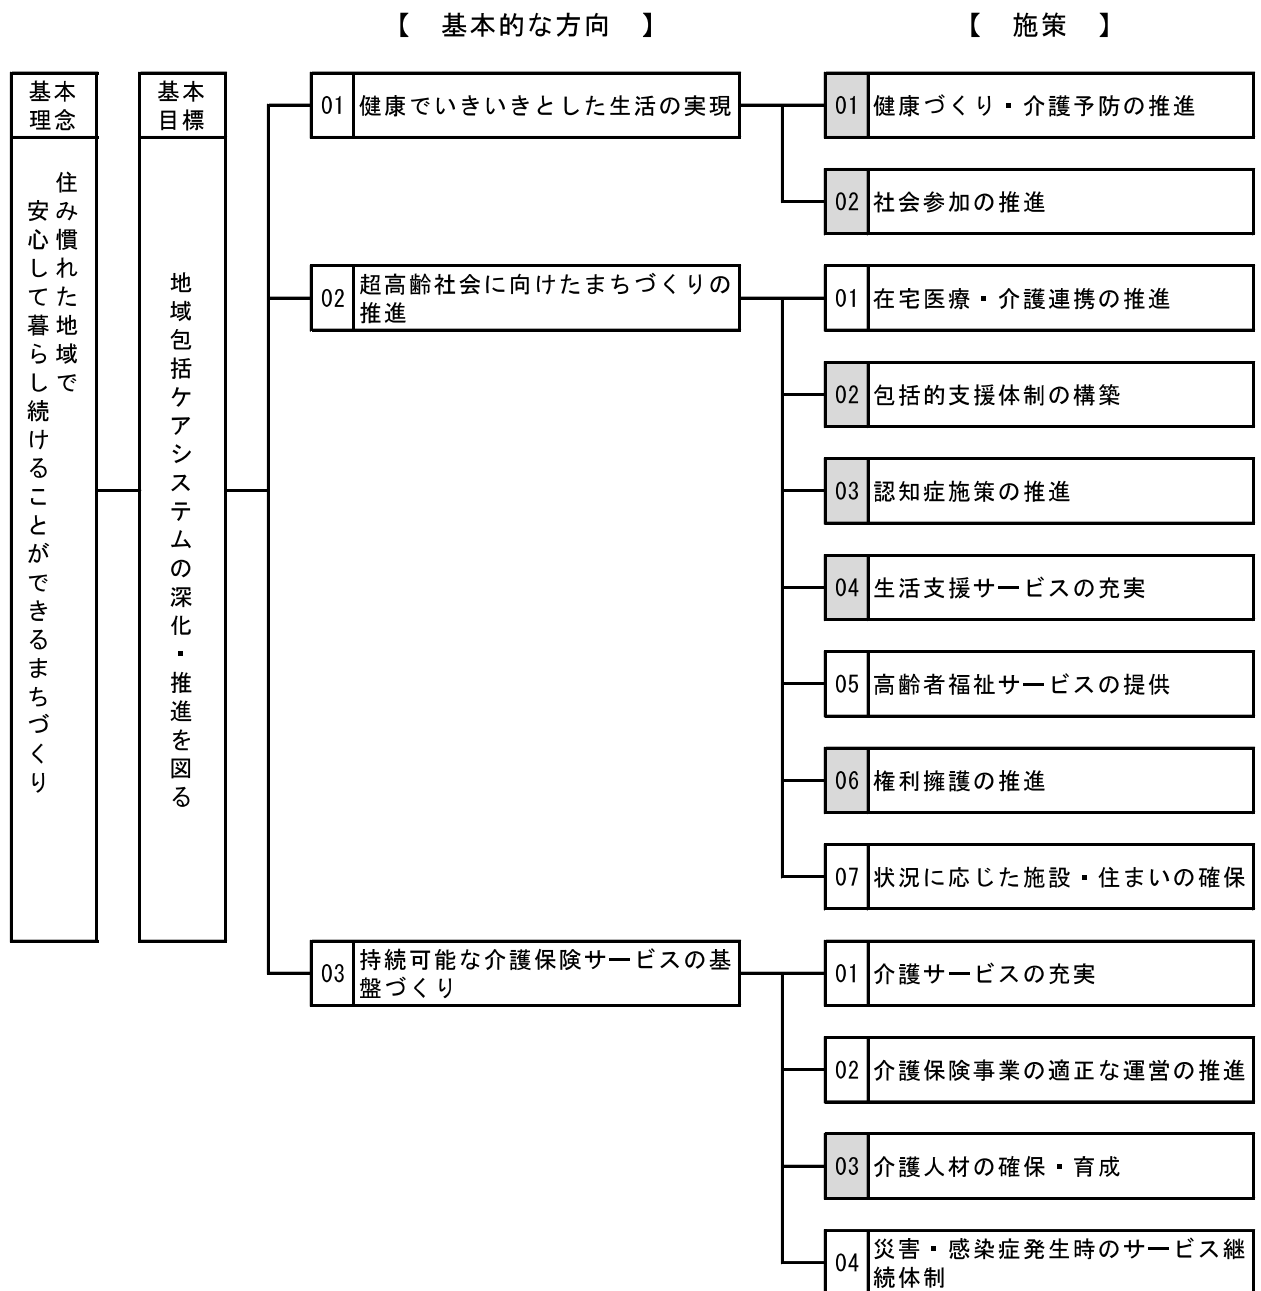 【 基本的な方向 】
【 施策 】
基本
理念
住み慣れた地域で
安心して暮らし続けることができるまちづくり
基本
目標
地域包括ケアシステムの深化・推進を図る
01 健康でいきいきとした生活の実現
01 健康づくり・介護予防の推進
02 社会参加の推進
02 超高齢社会に向けたまちづくりの
推進
01 在宅医療・介護連携の推進
02 包括的支援体制の構築
03 認知症施策の推進
04 生活支援サービスの充実
05 高齢者福祉サービスの提供
06 権利擁護の推進
07 状況に応じた施設・住まいの確保
03 持続可能な介護保険サービスの基
盤づくり
01 介護サービスの充実
02 介護保険事業の適正な運営の推進
03 介護人材の確保・育成
04 災害・感染症発生時のサービス継
続体制